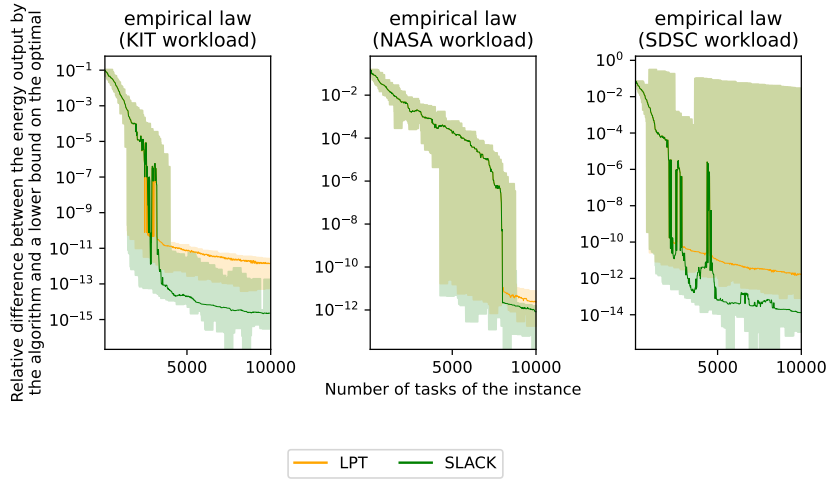 empirical law
(KIT workload)
empirical law
(NASA workload)
empirical law
(SDSC workload)
Relative difference between the energy output by
the algorithm and a lower bound on the optimal
10⁻¹
10⁻³
10⁻⁵
10⁻⁷
10⁻⁹
10⁻¹¹
10⁻¹³
10⁻¹⁵
5000
10000
10⁻²
10⁻⁴
10⁻⁶
10⁻⁸
10⁻¹⁰
10⁻¹²
5000
10000
10⁰
10⁻²
10⁻⁴
10⁻⁶
10⁻⁸
10⁻¹⁰
10⁻¹²
10⁻¹⁴
5000
10000
Number of tasks of the instance
LPT
SLACK